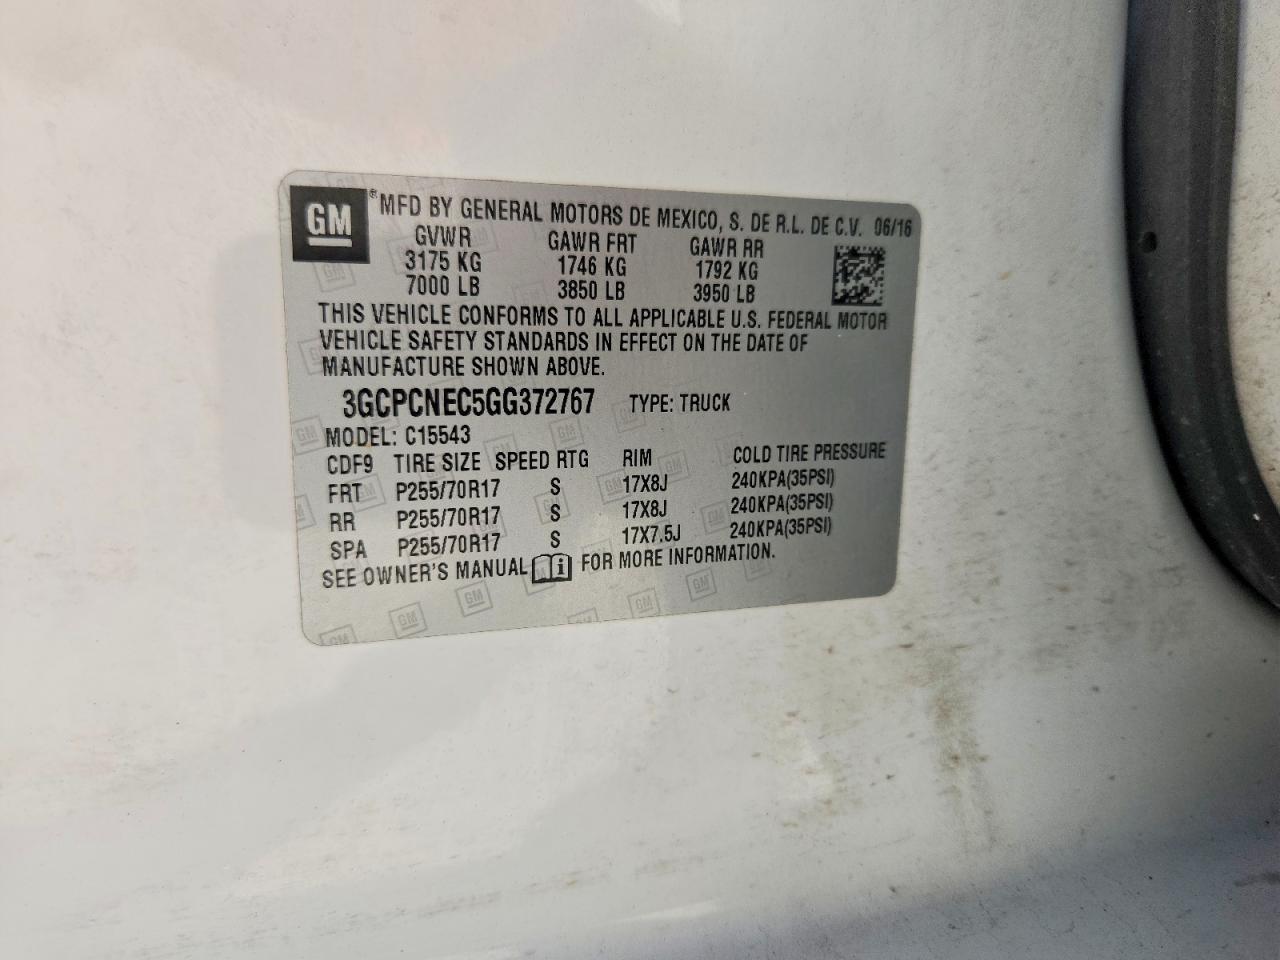 GM ® MFD BY GENERAL MOTORS DE MEXICO, S. DE R.L. DE C.V. 06/16
GVWR GAWR FRT GAWR RR
3175 KG 1746 KG 1792 KG
7000 LB 3850 LB 3950 LB
THIS VEHICLE CONFORMS TO ALL APPLICABLE U.S. FEDERAL MOTOR
VEHICLE SAFETY STANDARDS IN EFFECT ON THE DATE OF
MANUFACTURE SHOWN ABOVE.
3GCPCNEC5GG372767 TYPE: TRUCK
MODEL: C15543
CDF9 TIRE SIZE SPEED RTG RIM COLD TIRE PRESSURE
FRT P255/70R17 S 17X8J 240KPA(35PSI)
RR P255/70R17 S 17X8J 240KPA(35PSI)
SPA P255/70R17 S 17X7.5J 240KPA(35PSI)
SEE OWNER'S MANUAL i FOR MORE INFORMATION.